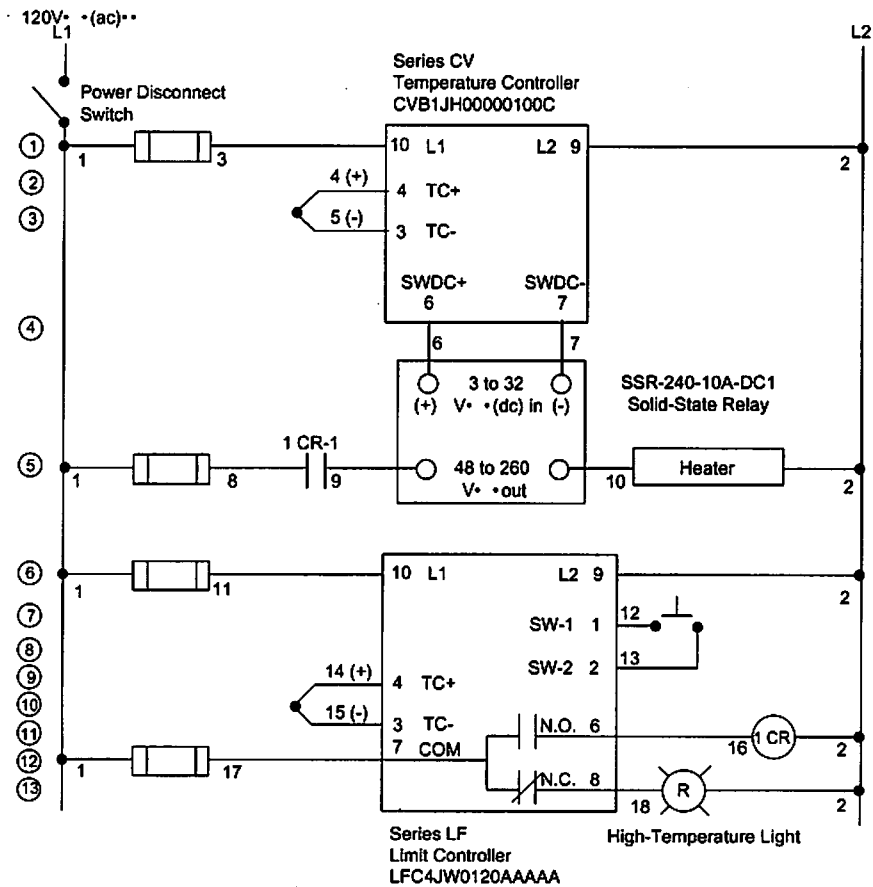 120V• •(ac)••
L1
L2
Power Disconnect
Switch
Series CV
Temperature Controller
CVB1JH00000100C
1
1
3
10 L1
L2 9
2
2
4 (+)
4 TC+
3
5 (-)
3 TC-
SWDC+
6
SWDC-
7
4
6
7
3 to 32
(+) V• •(dc) in (-)
SSR-240-10A-DC1
Solid-State Relay
5
1
8
1 CR-1
9
48 to 260
V• •out
10
Heater
2
6
1
11
10 L1
L2 9
2
7
SW-1 1
12
8
SW-2 2
13
9
14 (+)
4 TC+
10
15 (-)
3 TC-
11
7 COM
N.O. 6
16
1 CR
2
12
1
17
13
N.C. 8
18
R
2
Series LF
Limit Controller
LFC4JW0120AAAAA
High-Temperature Light